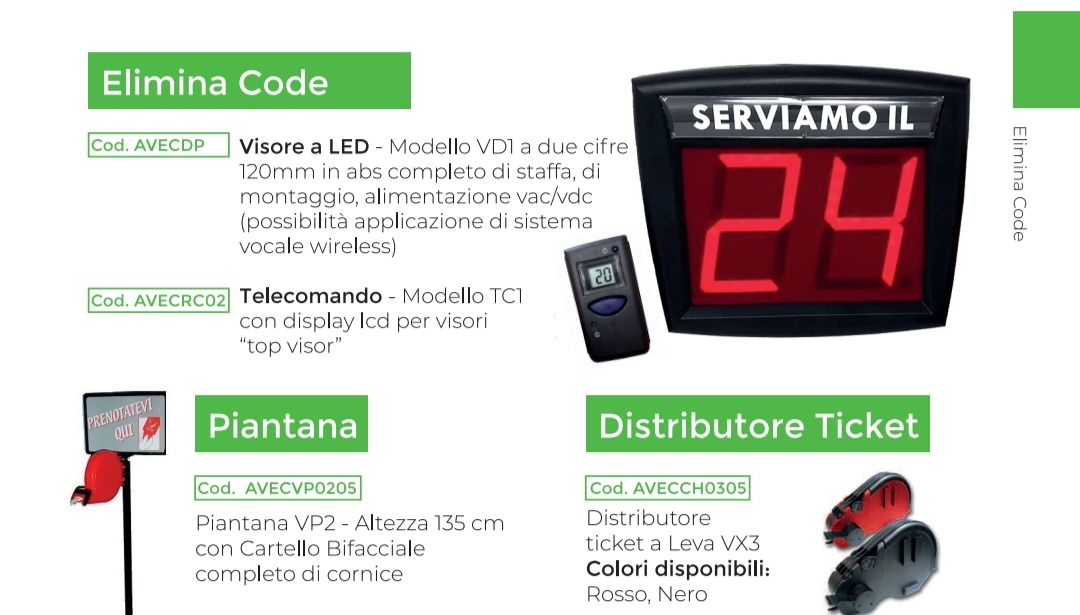 Elimina Code
Cod. AVECDP
Visore a LED - Modello VD1 a due cifre
120mm in abs completo di staffa, di
montaggio, alimentazione vac/vdc
(possibilità applicazione di sistema
vocale wireless)
Cod. AVECRC02
Telecomando - Modello TC1
con display lcd per visori
“top visor”
SERVIAMO IL
24
20
Elimina Code
PRENOTATEVI
QUI
Piantana
Cod. AVECVP0205
Piantana VP2 - Altezza 135 cm
con Cartello Bifacciale
completo di cornice
Distributore Ticket
Cod. AVECCH0305
Distributore
ticket a Leva VX3
Colori disponibili:
Rosso, Nero